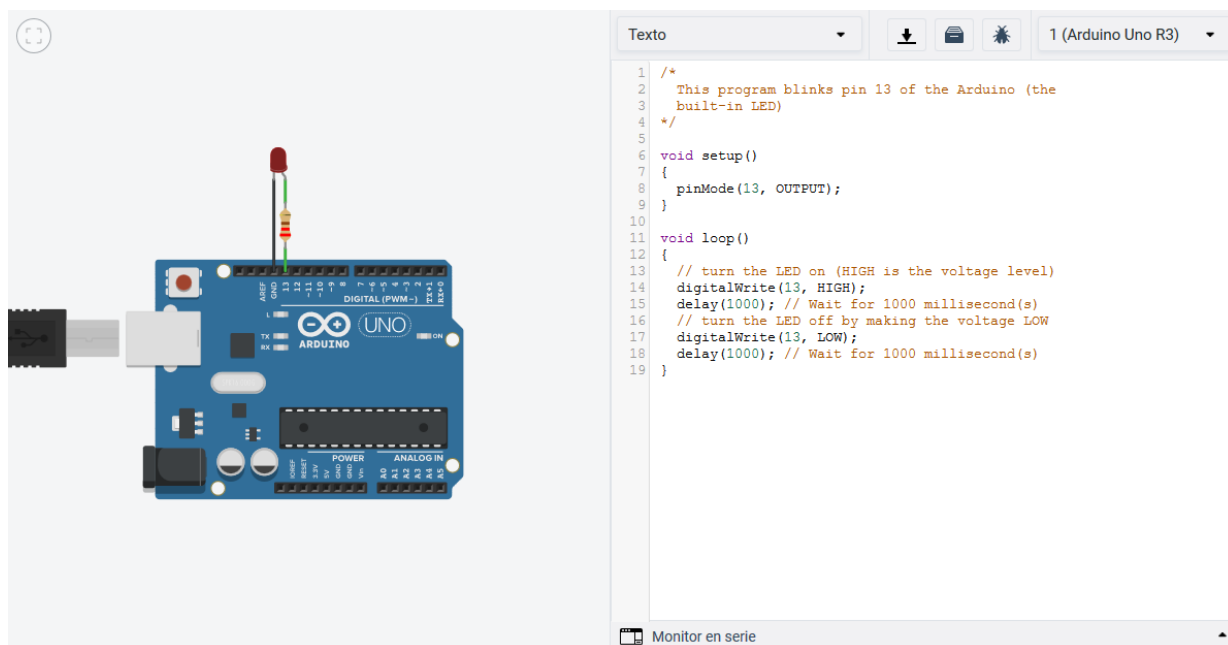 Texto
1 (Arduino Uno R3)
1 /*
2   This program blinks pin 13 of the Arduino (the
3   built-in LED)
4 */
5
6 void setup()
7 {
8   pinMode(13, OUTPUT);
9 }
10
11 void loop()
12 {
13   // turn the LED on (HIGH is the voltage level)
14   digitalWrite(13, HIGH);
15   delay(1000); // Wait for 1000 millisecond(s)
16   // turn the LED off by making the voltage LOW
17   digitalWrite(13, LOW);
18   delay(1000); // Wait for 1000 millisecond(s)
19 }
AREF
GND
13
12
~11
~10
~9
8
7
~6
~5
4
~3
2
TX→1
RX←0
DIGITAL (PWM~)
L
TX
RX
UNO
ARDUINO
ON
POWER
ANALOG IN
IOREF
RESET
3.3V
5V
GND
GND
Vin
A0
A1
A2
A3
A4
A5
Monitor en serie